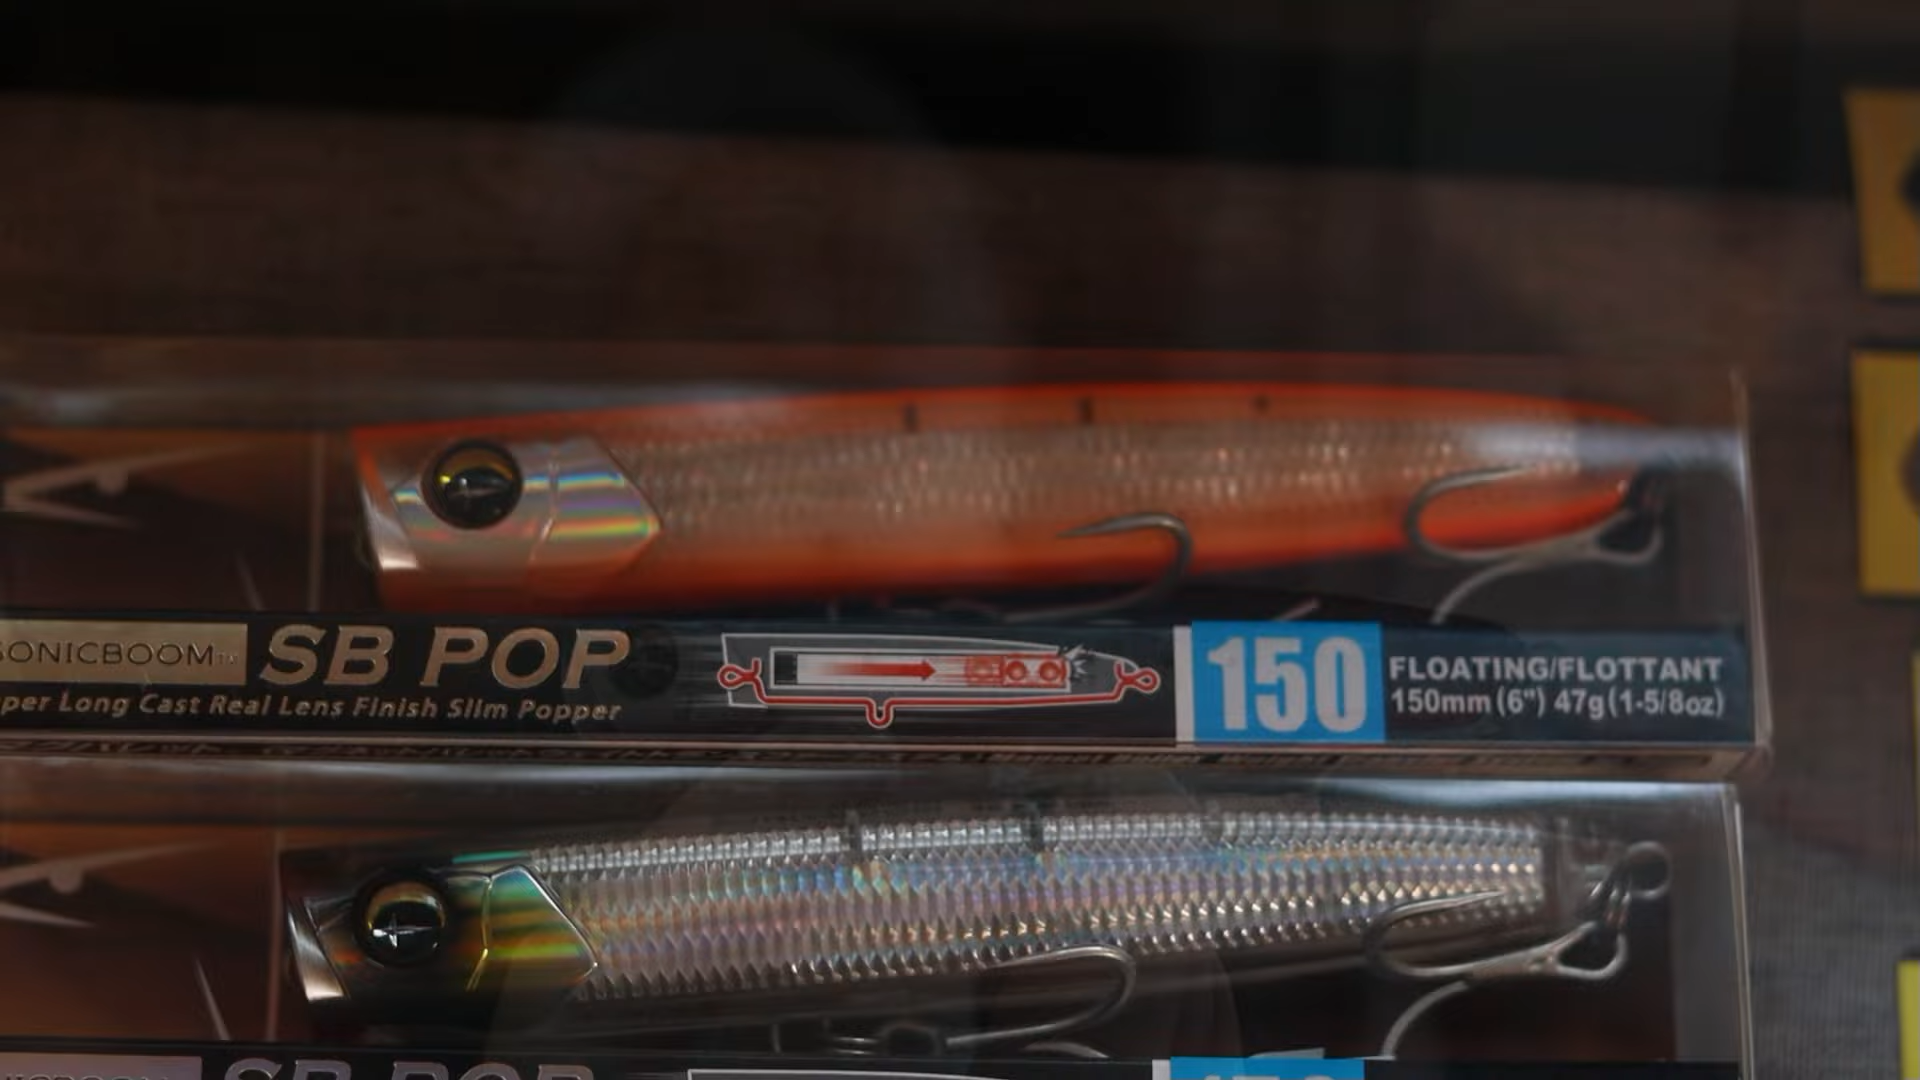 SONICBOOM TM SB POP
per Long Cast Real Lens Finish Slim Popper
150
FLOATING/FLOTTANT
150mm (6") 47g (1-5/8oz)
SB POP